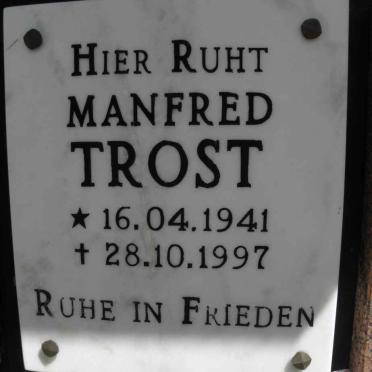 Hier Ruht
MANFRED
TROST
★ 16.04.1941
✝ 28.10.1997
Ruhe in Frieden